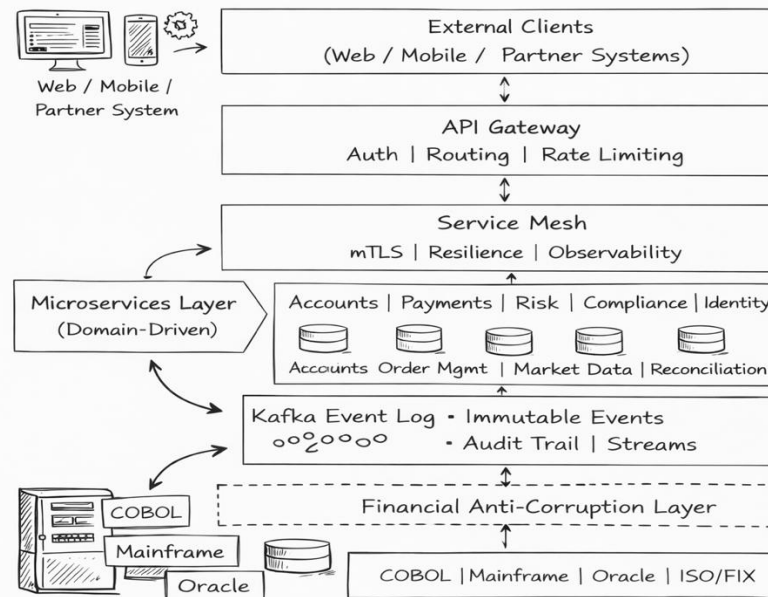 External Clients
(Web / Mobile / Partner Systems)
Web / Mobile /
Partner System
API Gateway
Auth | Routing | Rate Limiting
Service Mesh
mTLS | Resilience | Observability
Microservices Layer
(Domain-Driven)
Accounts | Payments | Risk | Compliance | Identity
Accounts Order Mgmt | Market Data | Reconciliation
Kafka Event Log • Immutable Events
• Audit Trail | Streams
Financial Anti-Corruption Layer
COBOL
Mainframe
Oracle
COBOL | Mainframe | Oracle | ISO/FIX